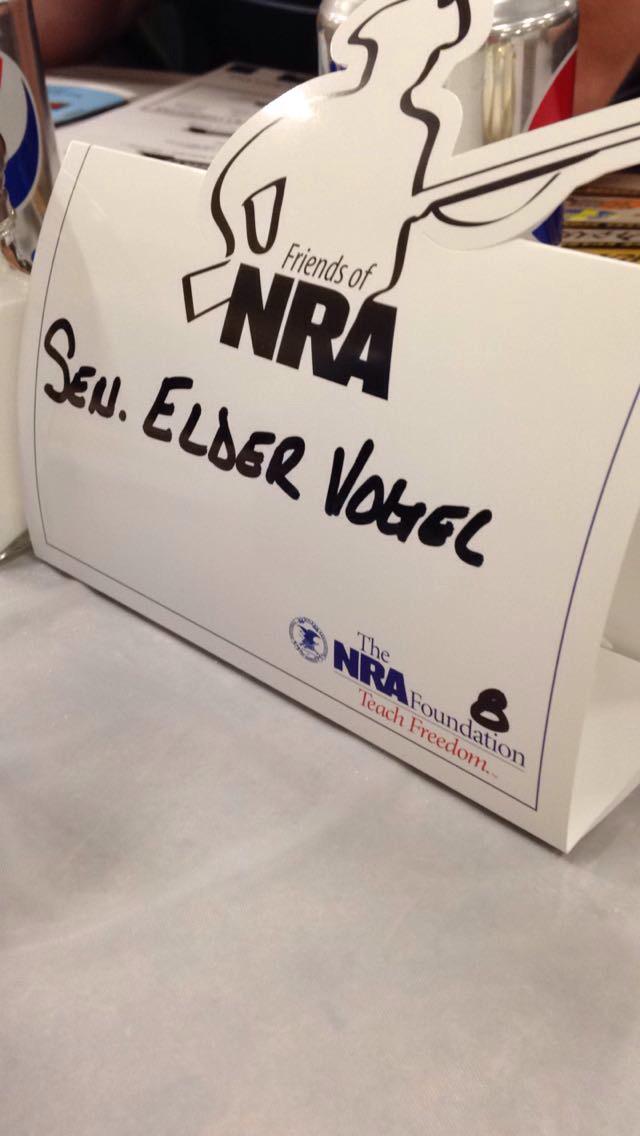 Friends of
NRA
SEN. ELDER VOGEL
The
NRA Foundation
Teach Freedom.
8